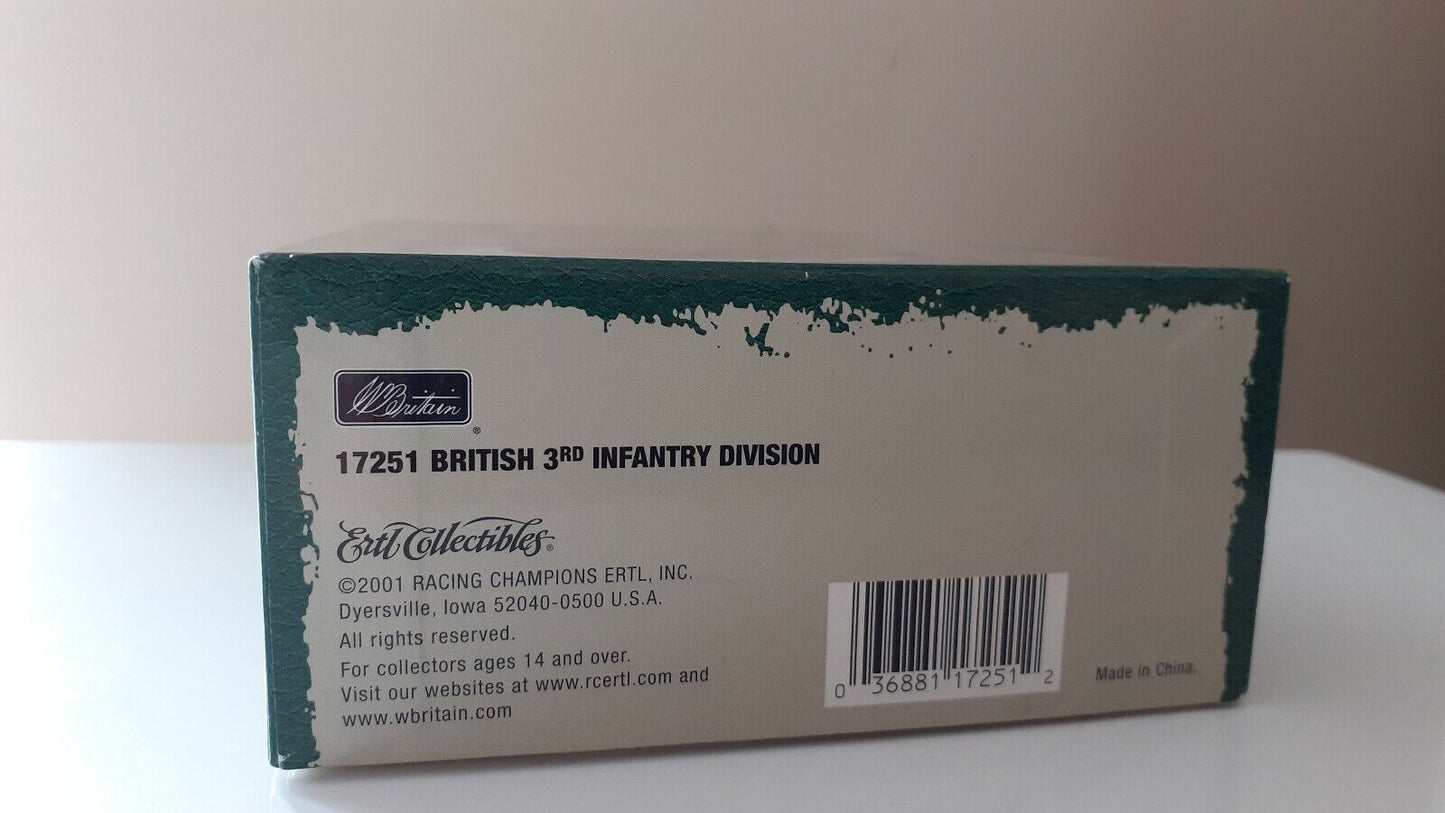 WBritain®
17251 BRITISH 3RD INFANTRY DIVISION
Ertl Collectibles®
©2001 RACING CHAMPIONS ERTL, INC.
Dyersville, Iowa 52040-0500 U.S.A.
All rights reserved.
For collectors ages 14 and over.
Visit our websites at www.rcertl.com and
www.wbritain.com
0 36881 17251 2
Made in China.